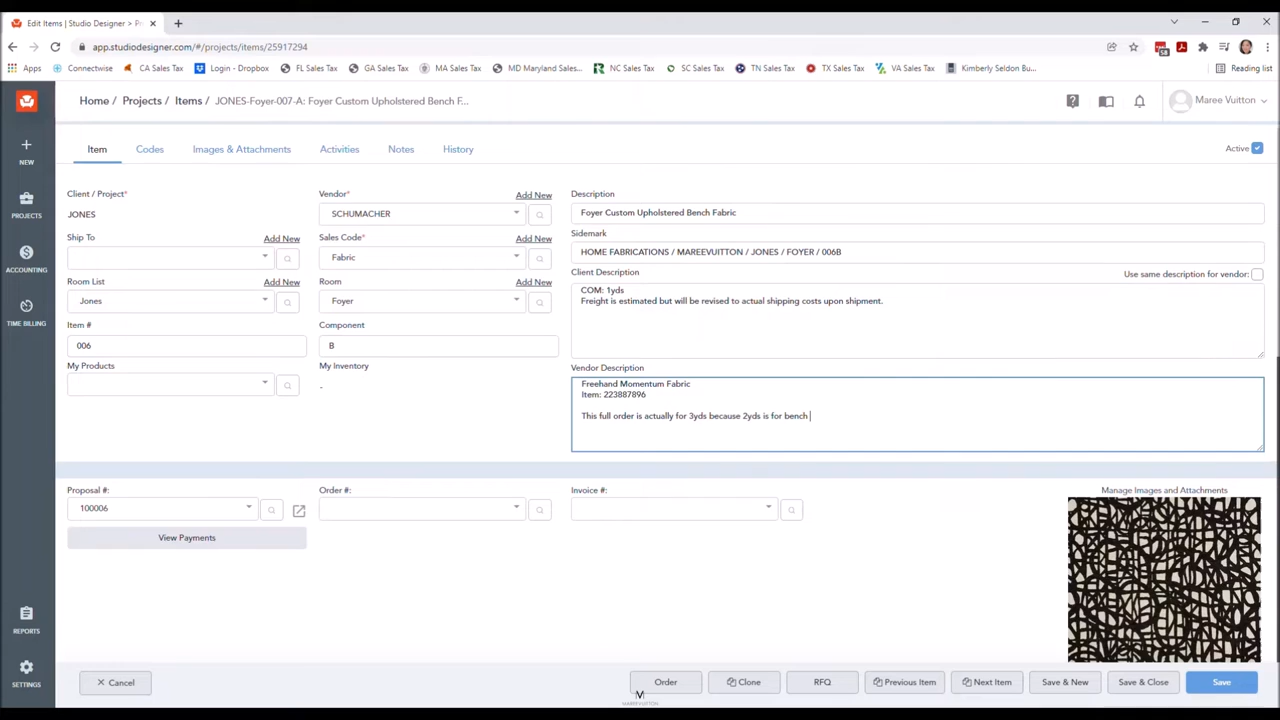 Edit Items | Studio Designer > Pr
app.studiodesigner.com/#/projects/items/25917294
58
Apps Connectwise CA Sales Tax Login - Dropbox FL Sales Tax GA Sales Tax MA Sales Tax MD Maryland Sales... NC Sales Tax SC Sales Tax TN Sales Tax TX Sales Tax VA Sales Tax Kimberly Seldon Bu... Reading list
Home / Projects / Items / JONES-Foyer-007-A: Foyer Custom Upholstered Bench F...
Maree Vuitton
NEW
PROJECTS
ACCOUNTING
TIME BILLING
REPORTS
SETTINGS
Item Codes Images & Attachments Activities Notes History
Active
Client / Project*
JONES
Ship To Add New
Room List Add New
Jones
Item #
006
My Products
Vendor* Add New
SCHUMACHER
Sales Code* Add New
Fabric
Room Add New
Foyer
Component
B
My Inventory
-
Description
Foyer Custom Upholstered Bench Fabric
Sidemark
HOME FABRICATIONS / MAREEVUITTON / JONES / FOYER / 006B
Client Description
Use same description for vendor:
COM: 1yds
Freight is estimated but will be revised to actual shipping costs upon shipment.
Vendor Description
Freehand Momentum Fabric
Item: 223887896
This full order is actually for 3yds because 2yds is for bench
Proposal #:
100006
View Payments
Order #:
Invoice #:
Manage Images and Attachments
Cancel Order Clone RFQ Previous Item Next Item Save & New Save & Close Save
M
MAREEVUITTON